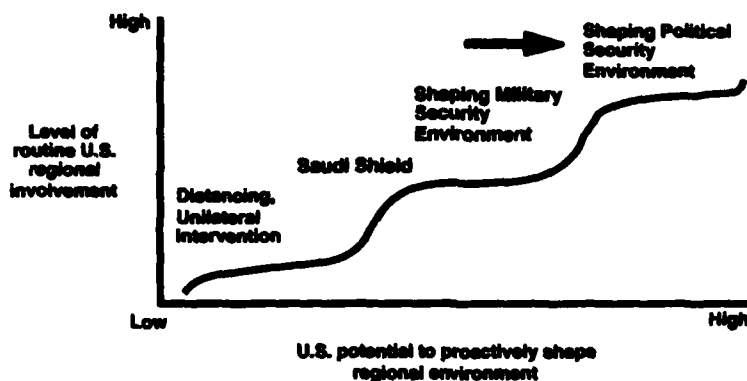 High
Shaping Political
Security
Environment
Shaping Military
Security
Environment
Level of
routine U.S.
regional
involvement
Saudi Shield
Distancing,
Unilateral
Intervention
Low
High
U.S. potential to proactively shape
regional environment